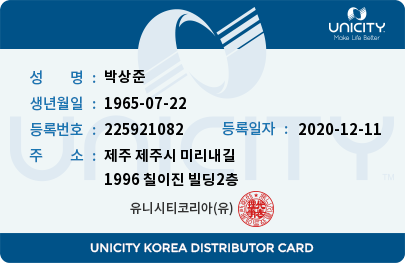 UNICITY
Make Life Better
성 명 : 박상준
생년월일 : 1965-07-22
등록번호 : 225921082 등록일자 : 2020-12-11
UNICITY
주 소 : 제주 제주시 미리내길
1996 칠이진 빌딩2층
유니시티코리아(유)
UNICITY KOREA DISTRIBUTOR CARD